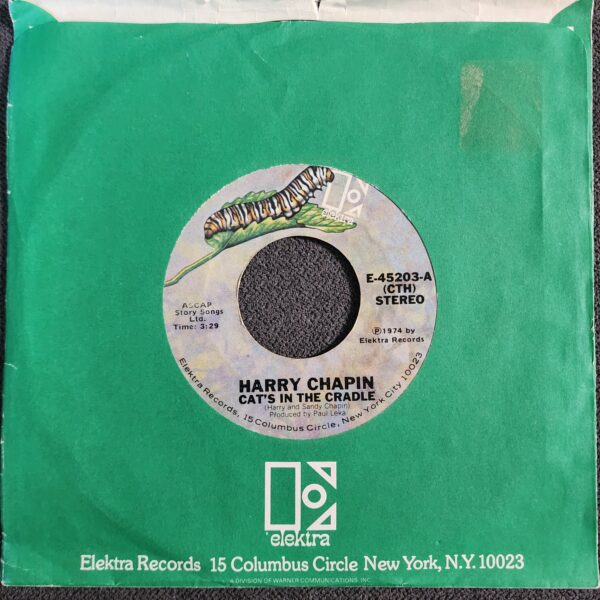 elektra
E-45203-A
(CTH)
STEREO
ASCAP
Story Songs
Ltd.
Time: 3:29
Ⓟ1974 by
Elektra Records
HARRY CHAPIN
CAT'S IN THE CRADLE
(Harry and Sandy Chapin)
Produced by Paul Leka
Elektra Records, 15 Columbus Circle, New York City 10023
elektra
Elektra Records 15 Columbus Circle New York, N.Y. 10023
A DIVISION OF WARNER COMMUNICATIONS INC